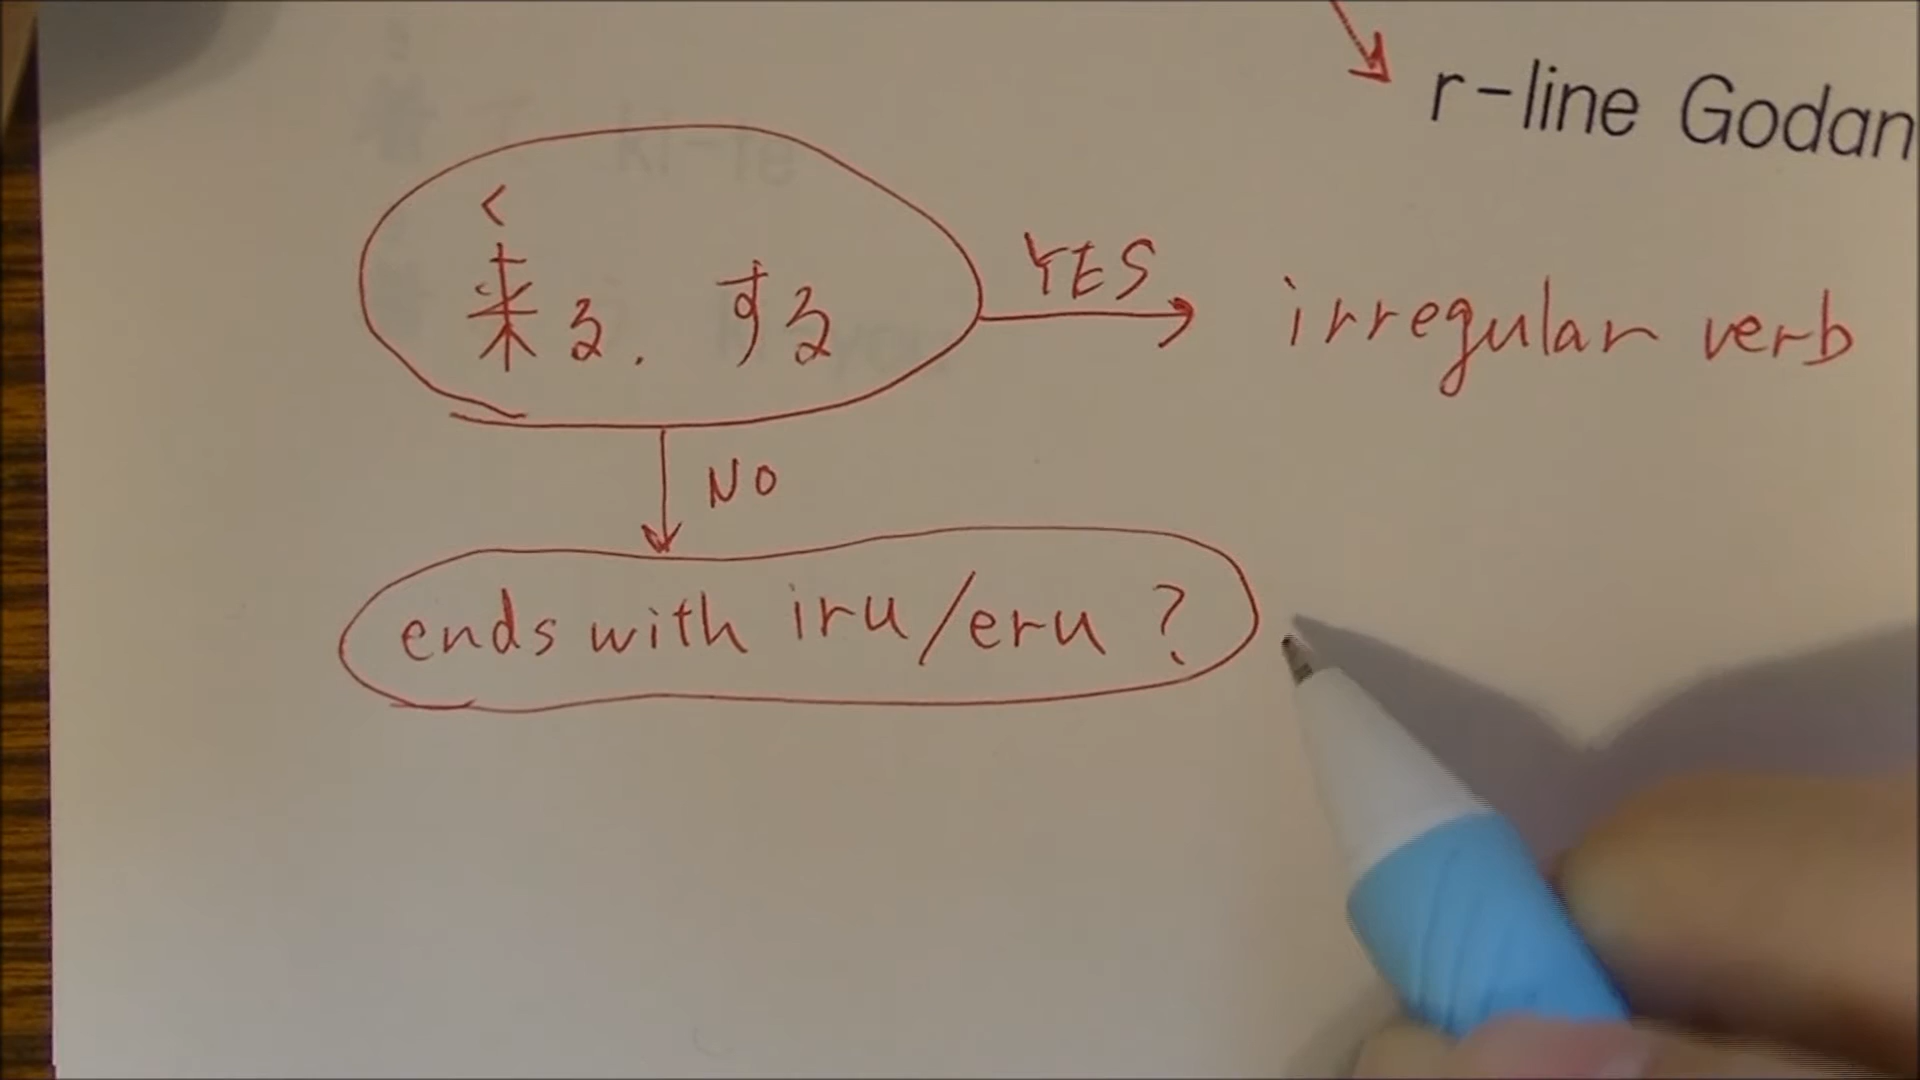 r-line Godan
く
来る、する
YES
irregular verb
NO
ends with iru/eru ?